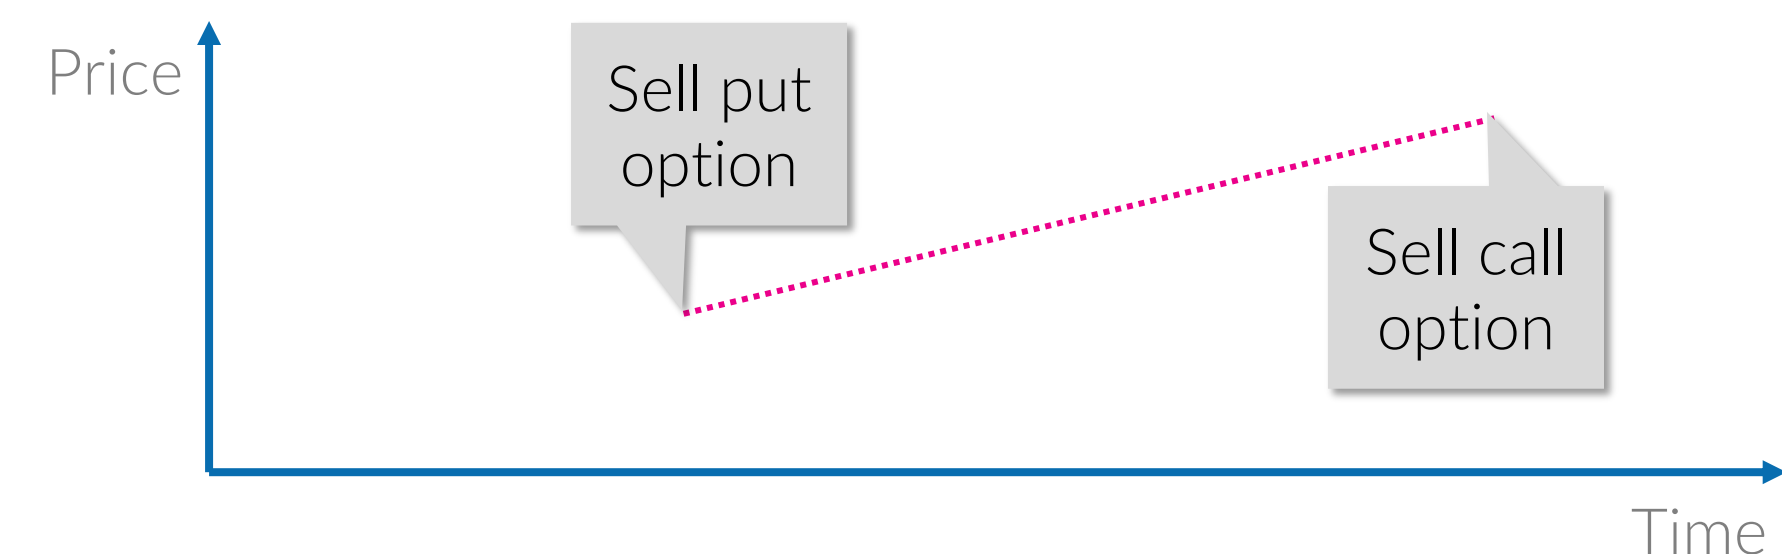 Price
Sell put
option
Sell call
option
Time